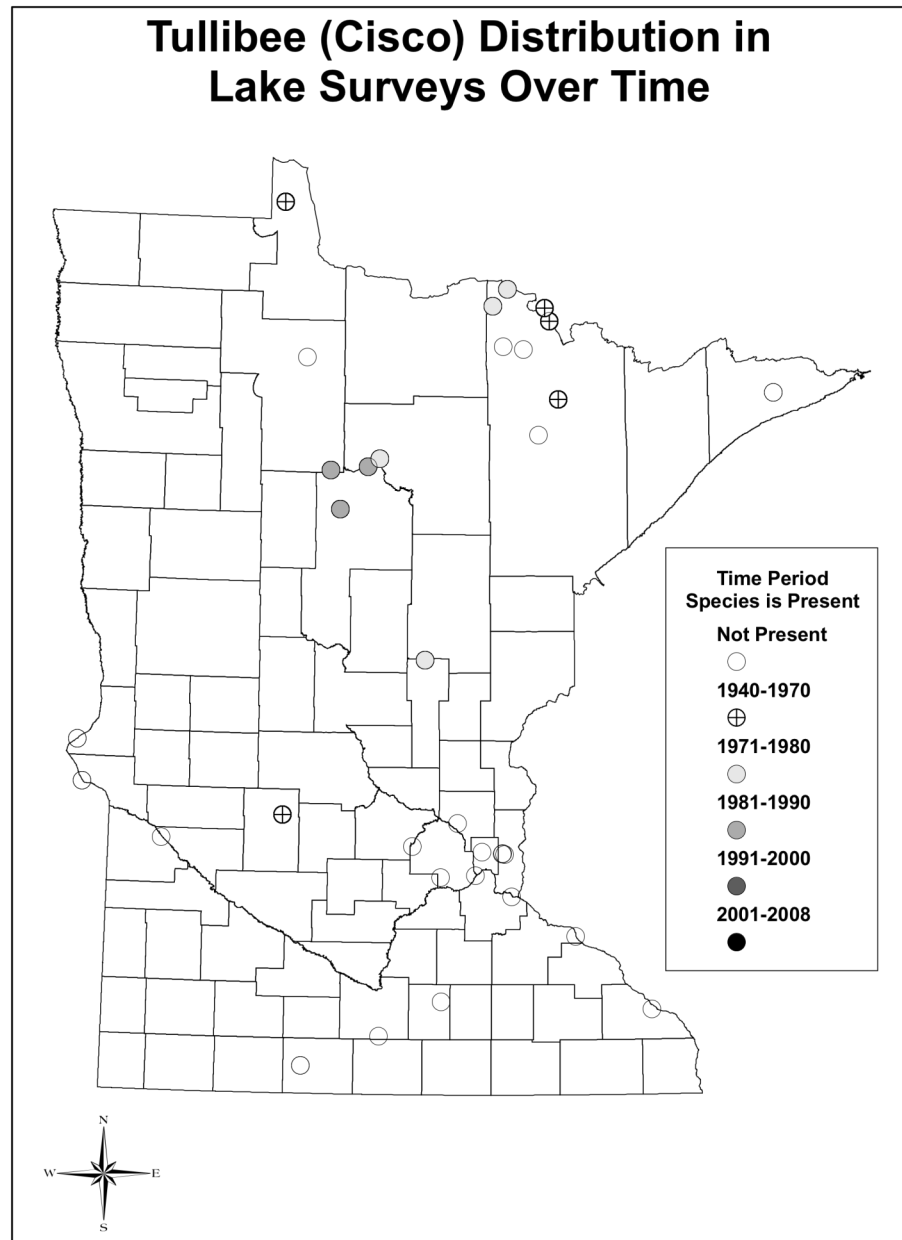 Tullibee (Cisco) Distribution in
Lake Surveys Over Time
Time Period
Species is Present
Not Present
1940-1970
1971-1980
1981-1990
1991-2000
2001-2008
N
W
E
S